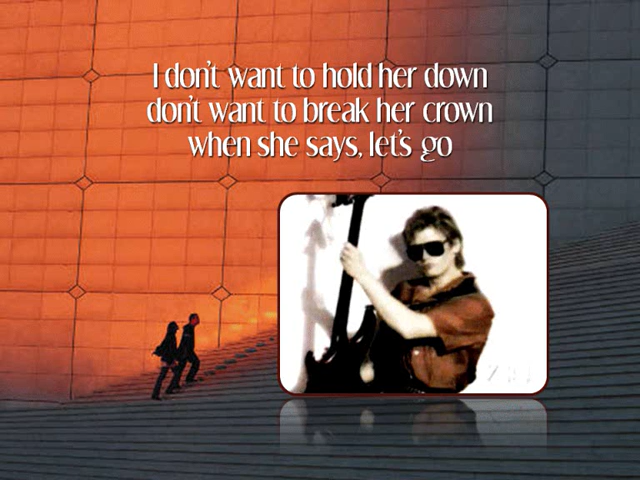 I don't want to hold her down
don't want to break her crown
when she says, let's go